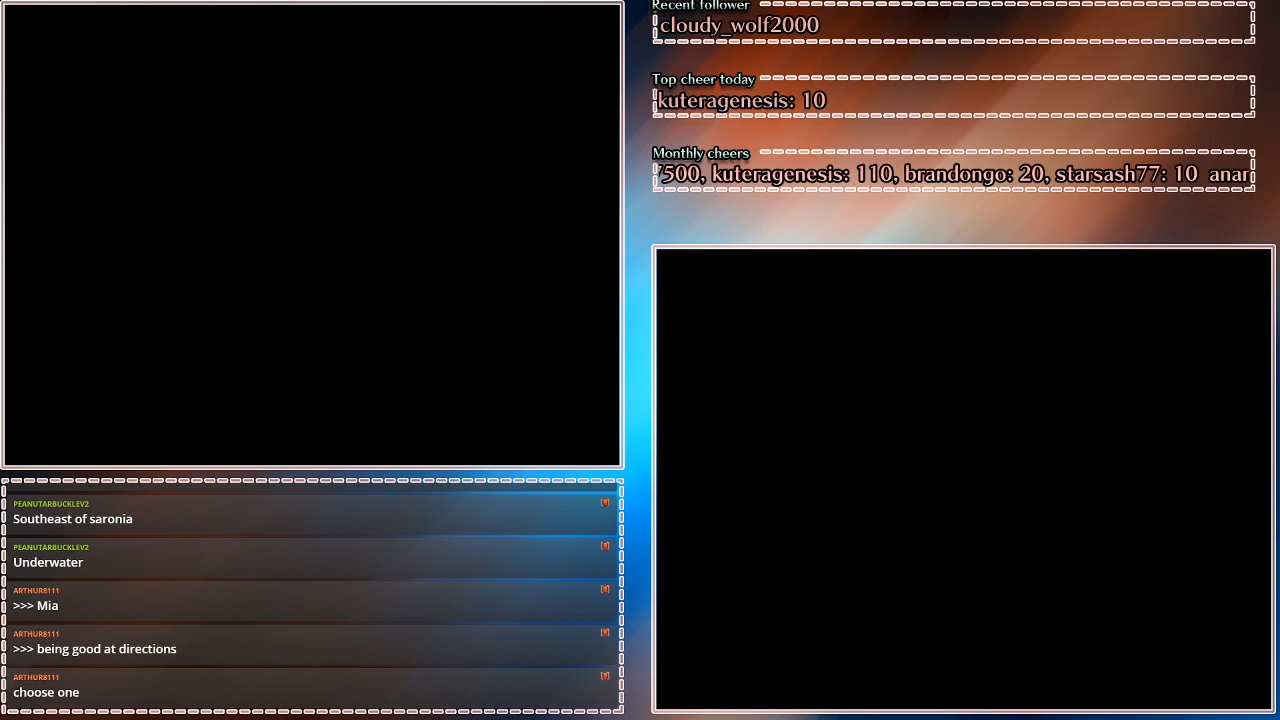 Recent follower
cloudy_wolf2000
Top cheer today
kuteragenesis: 10
Monthly cheers
500, kuteragenesis: 110, brandongo: 20, starsash77: 10 anar
PEANUTARBUCKLEV2
Southeast of saronia
PEANUTARBUCKLEV2
Underwater
ARTHUR8111
>>> Mia
ARTHUR8111
>>> being good at directions
ARTHUR8111
choose one